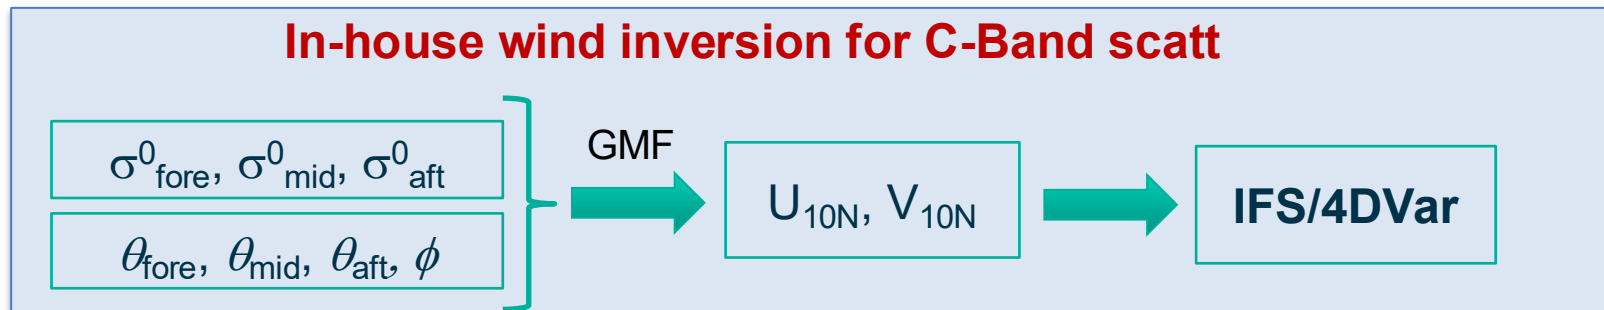 In-house wind inversion for C-Band scatt
σ⁰fore, σ⁰mid, σ⁰aft
θfore, θmid, θaft, ϕ
GMF
U10N, V10N
IFS/4DVar